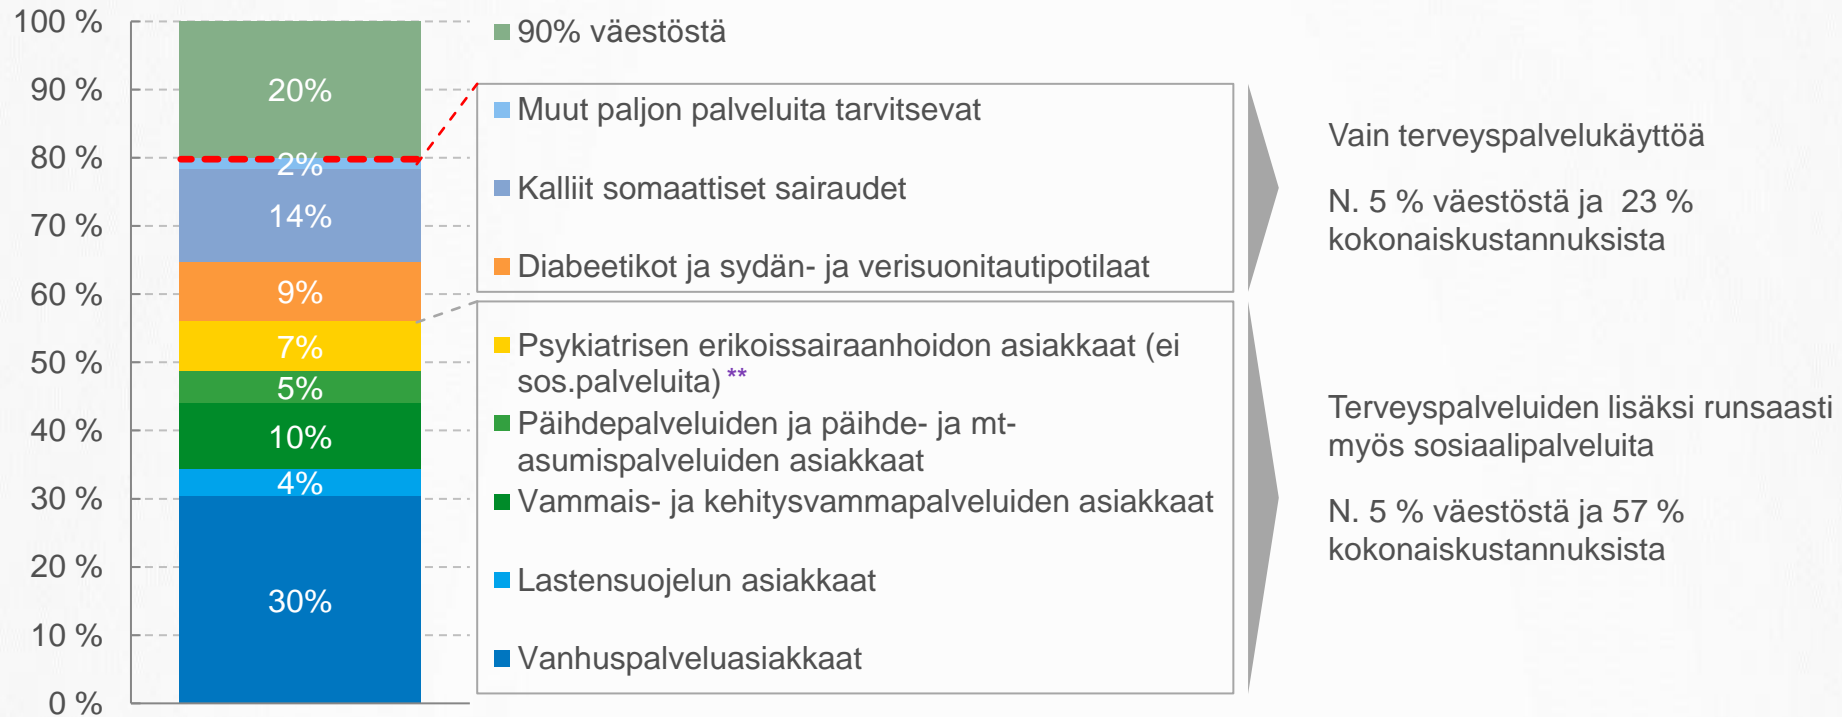 100 %
90 %
80 %
70 %
60 %
50 %
40 %
30 %
20 %
10 %
0 %
20%
2%
14%
9%
7%
5%
10%
4%
30%
90% väestöstä
Muut paljon palveluita tarvitsevat
Kalliit somaattiset sairaudet
Diabeetikot ja sydän- ja verisuonitautipotilaat
Psykiatrisen erikoissairaanhoidon asiakkaat (ei
sos.palveluita) **
Päihdepalveluiden ja päihde- ja mt-
asumispalveluiden asiakkaat
Vammais- ja kehitysvammapalveluiden asiakkaat
Lastensuojelun asiakkaat
Vanhuspalveluasiakkaat
Vain terveyspalvelukäyttöä
N. 5 % väestöstä ja 23 %
kokonaiskustannuksista
Terveyspalveluiden lisäksi runsaasti
myös sosiaalipalveluita
N. 5 % väestöstä ja 57 %
kokonaiskustannuksista